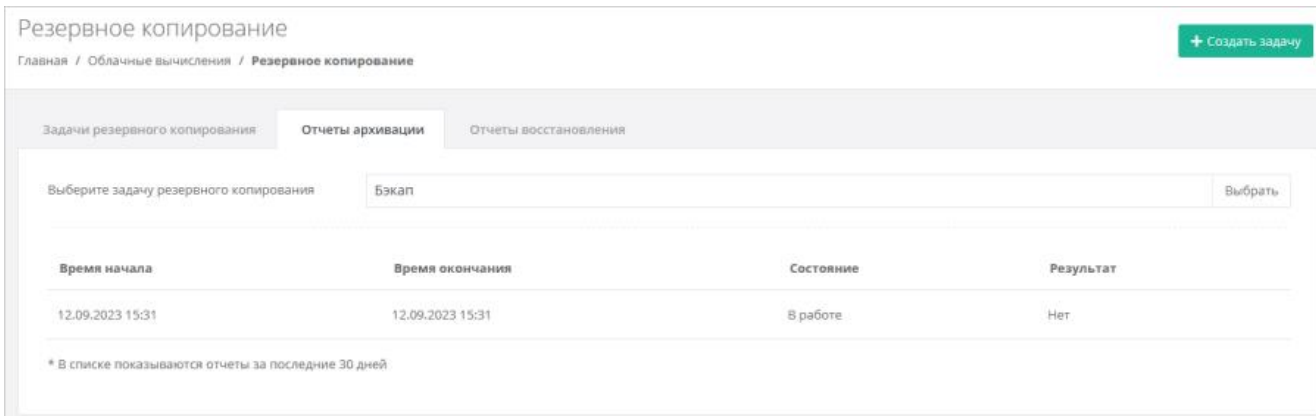 Резервное копирование
+ Создать задачу
Главная / Облачные вычисления / Резервное копирование
Задачи резервного копирования Отчеты архивации Отчеты восстановления
Выберите задачу резервного копирования Бэкап Выбрать
Время начала Время окончания Состояние Результат
12.09.2023 15:31 12.09.2023 15:31 В работе Нет
* В списке показываются отчеты за последние 30 дней